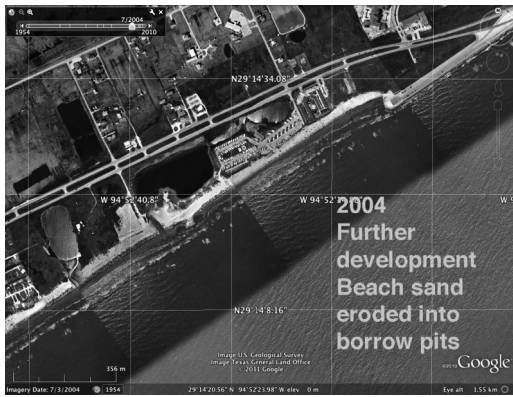 7/2004
1954
2010
N29°14'34.08"
W 94°52'40.8"
W 94°52'
W 9
2004
Further
development
Beach sand
eroded into
borrow pits
N29°14'8.16"
Image U.S. Geological Survey
Image Texas General Land Office
© 2011 Google
©2010 Google
356 m
Imagery Date: 7/3/2004
1954
29°14'20.56" N 94°52'23.98" W elev 0 m
Eye alt 1.55 km